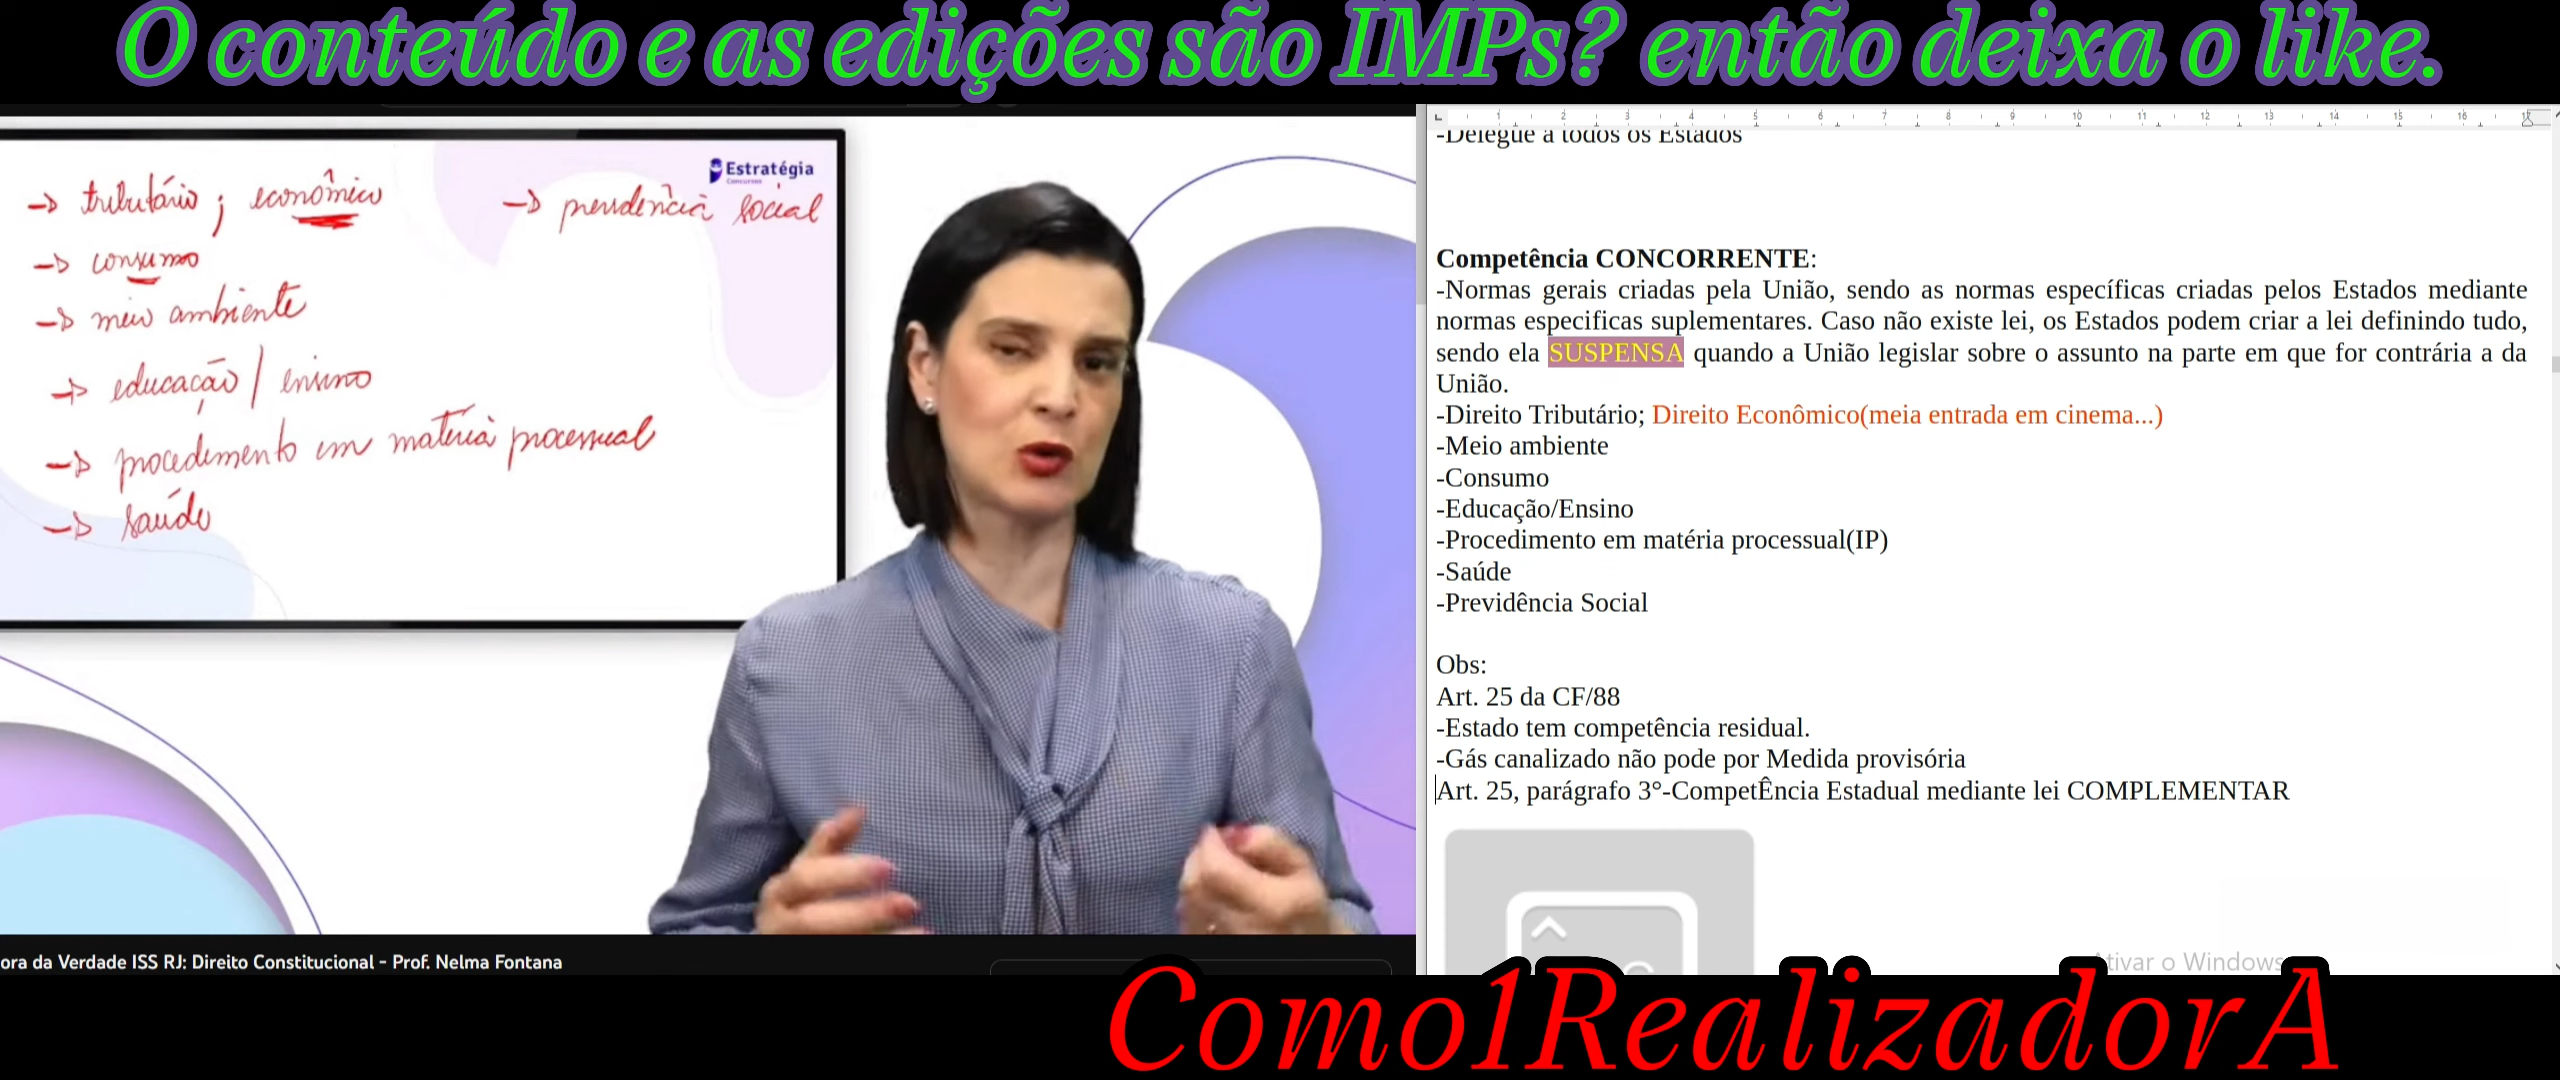 O conteúdo e as edições são IMPs? então deixa o like.
Estratégia
Concursos
→ tributário ; econômico
→ previdência social
→ consumo
→ meio ambiente
→ educação / ensino
→ procedimento em matéria processual
→ saúde
ora da Verdade ISS RJ: Direito Constitucional - Prof. Nelma Fontana
-Delegue a todos os Estados
Competência CONCORRENTE:
-Normas gerais criadas pela União, sendo as normas específicas criadas pelos Estados mediante
normas especificas suplementares. Caso não existe lei, os Estados podem criar a lei definindo tudo,
sendo ela SUSPENSA quando a União legislar sobre o assunto na parte em que for contrária a da
União.
-Direito Tributário; Direito Econômico(meia entrada em cinema...)
-Meio ambiente
-Consumo
-Educação/Ensino
-Procedimento em matéria processual(IP)
-Saúde
-Previdência Social
Obs:
Art. 25 da CF/88
-Estado tem competência residual.
-Gás canalizado não pode por Medida provisória
Art. 25, parágrafo 3°-CompetÊncia Estadual mediante lei COMPLEMENTAR
tivar o Windows
Como1RealizadorA